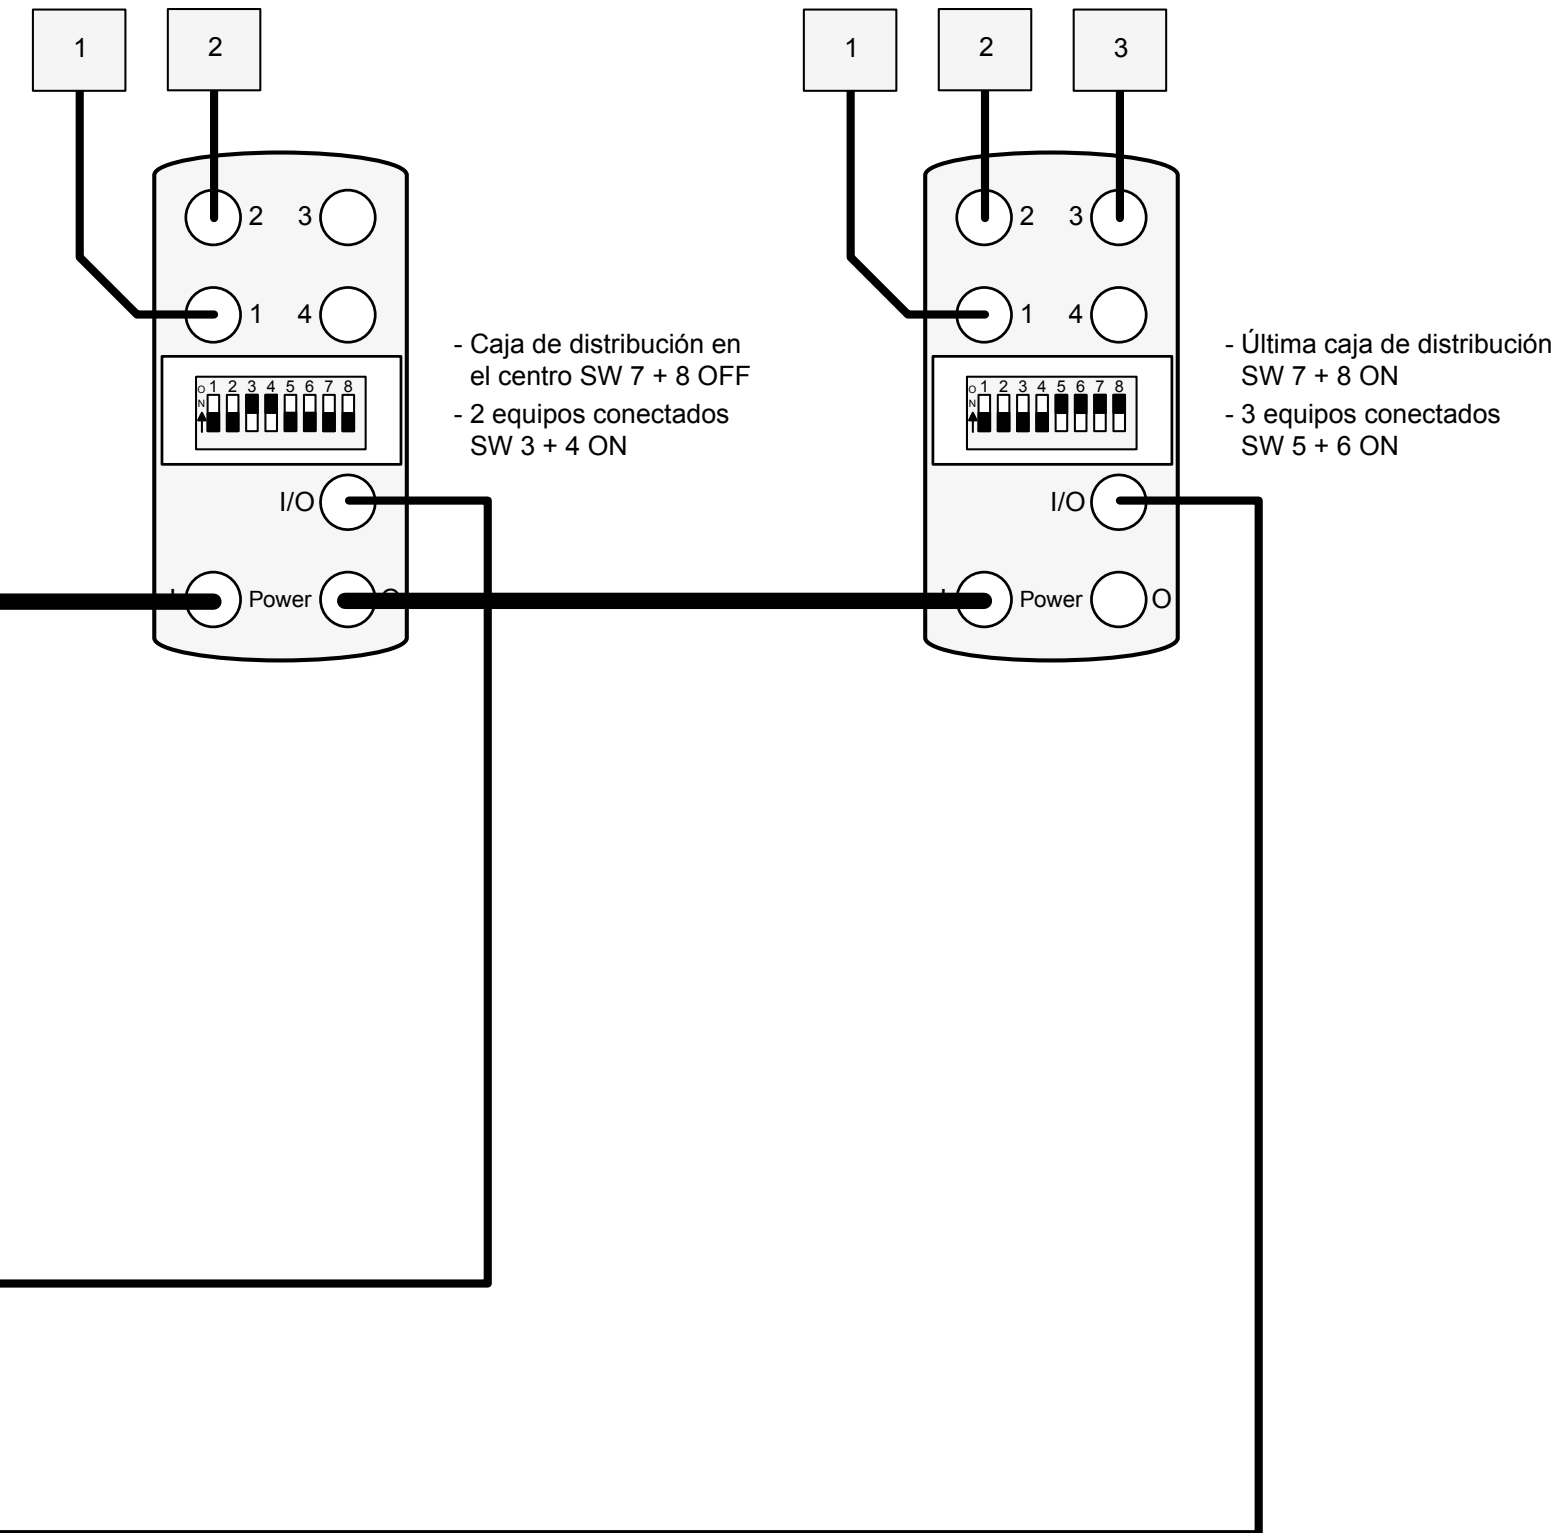 1
2
1
2
3
2 3
2 3
1 4
1 4
- Caja de distribución en
el centro SW 7 + 8 OFF
- 2 equipos conectados
SW 3 + 4 ON
- Última caja de distribución
SW 7 + 8 ON
- 3 equipos conectados
SW 5 + 6 ON
ON 1 2 3 4 5 6 7 8
ON 1 2 3 4 5 6 7 8
I/O
I/O
I Power O
I Power O